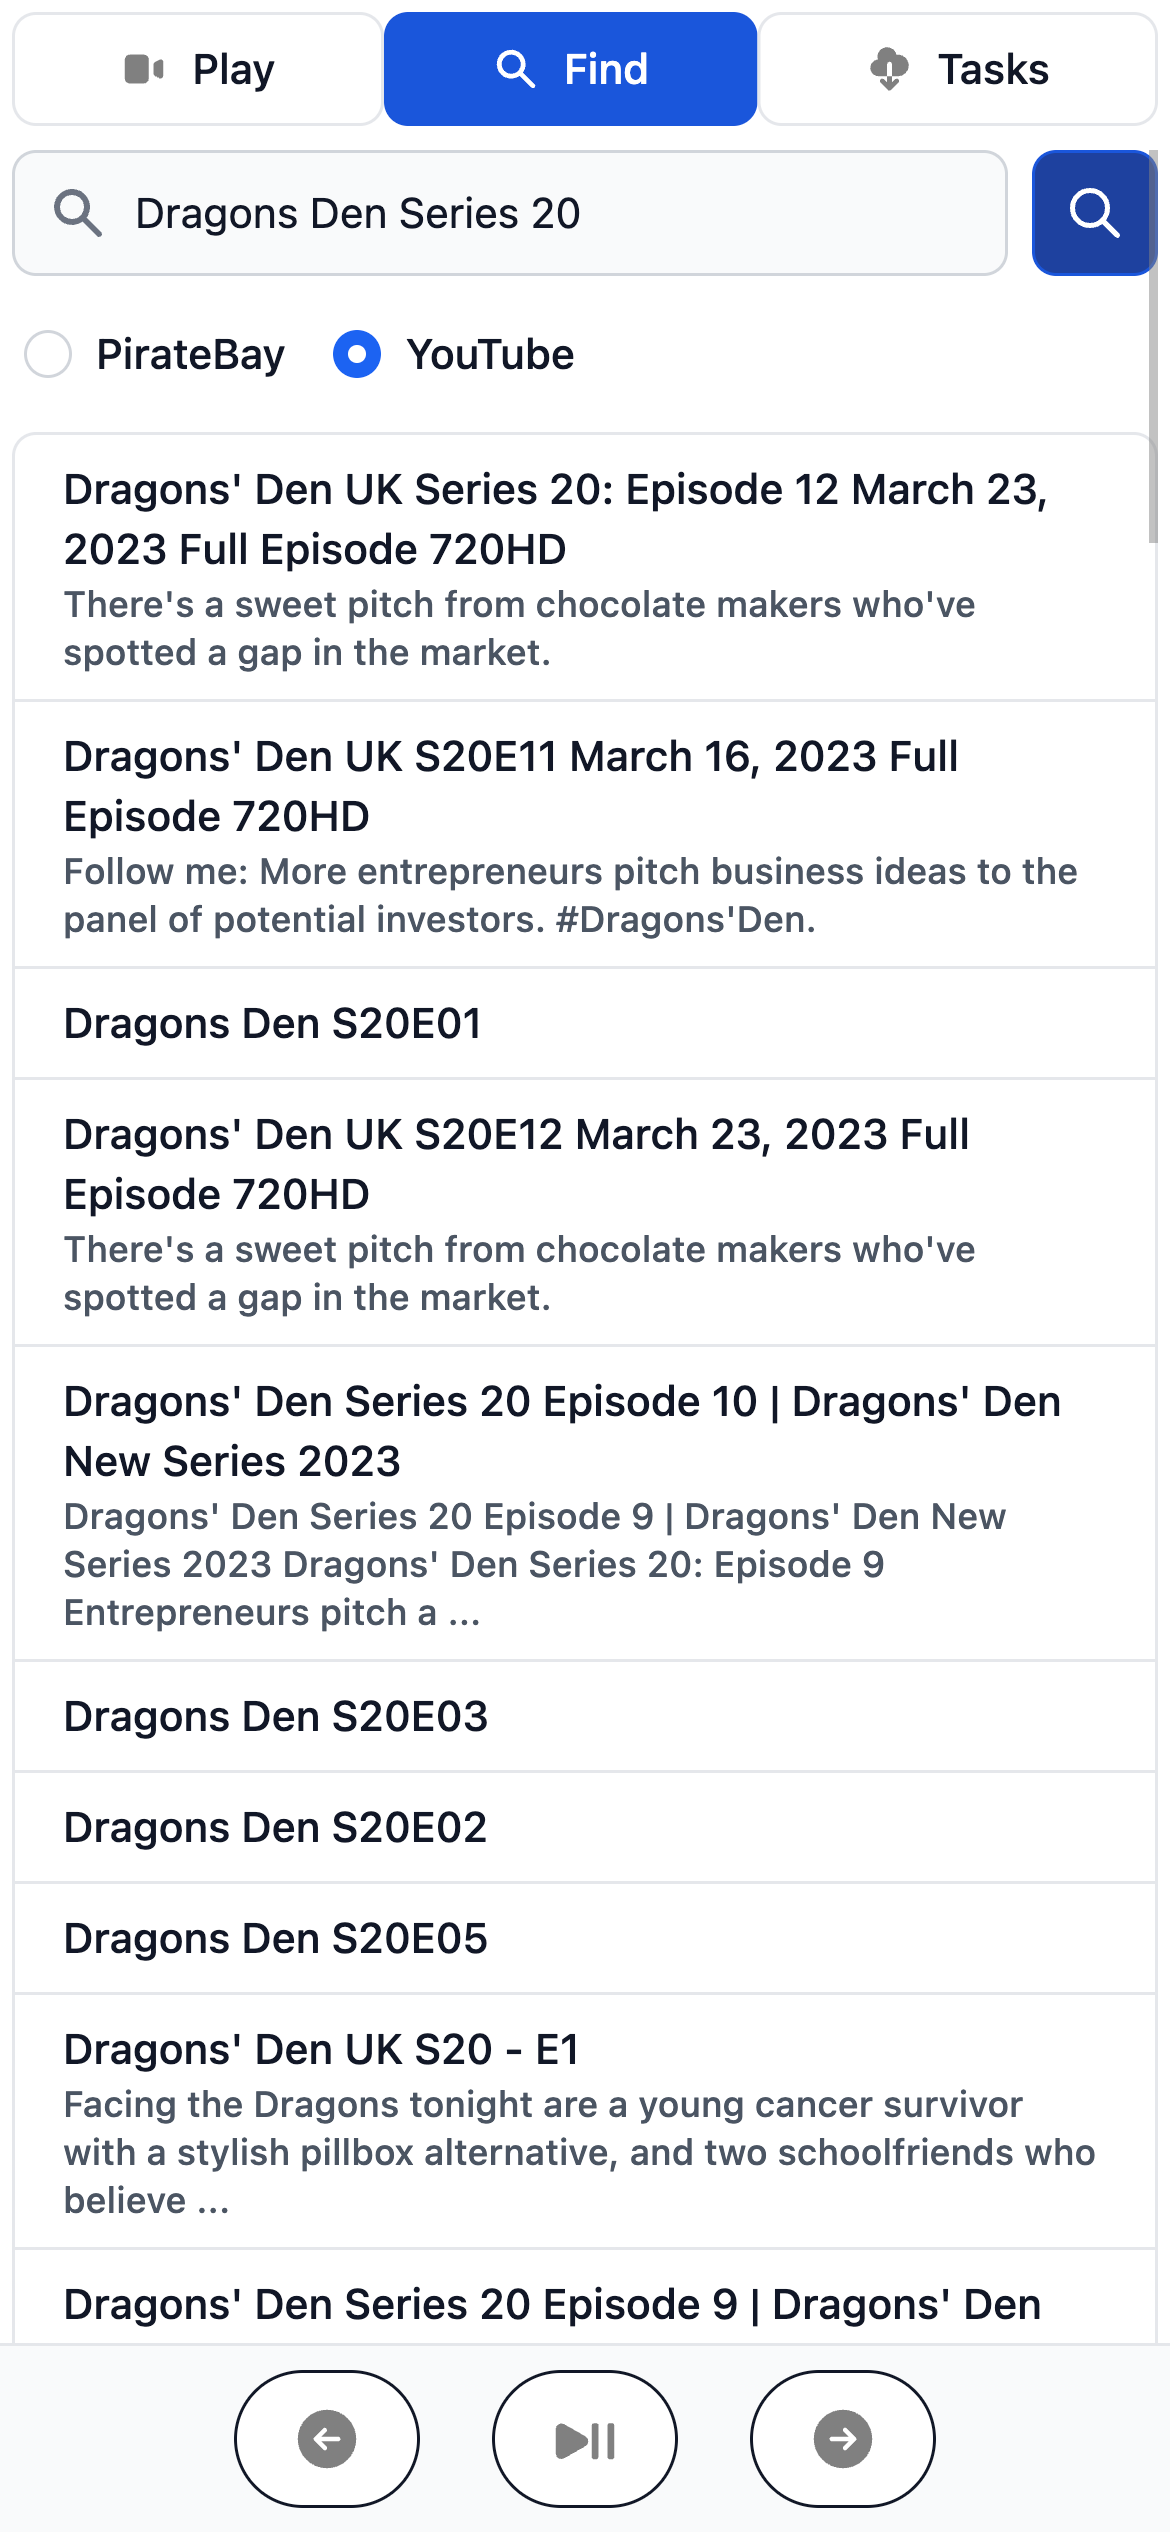 Play
Find
Tasks
Dragons Den Series 20
PirateBay
YouTube
Dragons' Den UK Series 20: Episode 12 March 23,
2023 Full Episode 720HD
There's a sweet pitch from chocolate makers who've
spotted a gap in the market.
Dragons' Den UK S20E11 March 16, 2023 Full
Episode 720HD
Follow me: More entrepreneurs pitch business ideas to the
panel of potential investors. #Dragons'Den.
Dragons Den S20E01
Dragons' Den UK S20E12 March 23, 2023 Full
Episode 720HD
There's a sweet pitch from chocolate makers who've
spotted a gap in the market.
Dragons' Den Series 20 Episode 10 | Dragons' Den
New Series 2023
Dragons' Den Series 20 Episode 9 | Dragons' Den New
Series 2023 Dragons' Den Series 20: Episode 9
Entrepreneurs pitch a ...
Dragons Den S20E03
Dragons Den S20E02
Dragons Den S20E05
Dragons' Den UK S20 - E1
Facing the Dragons tonight are a young cancer survivor
with a stylish pillbox alternative, and two schoolfriends who
believe ...
Dragons' Den Series 20 Episode 9 | Dragons' Den